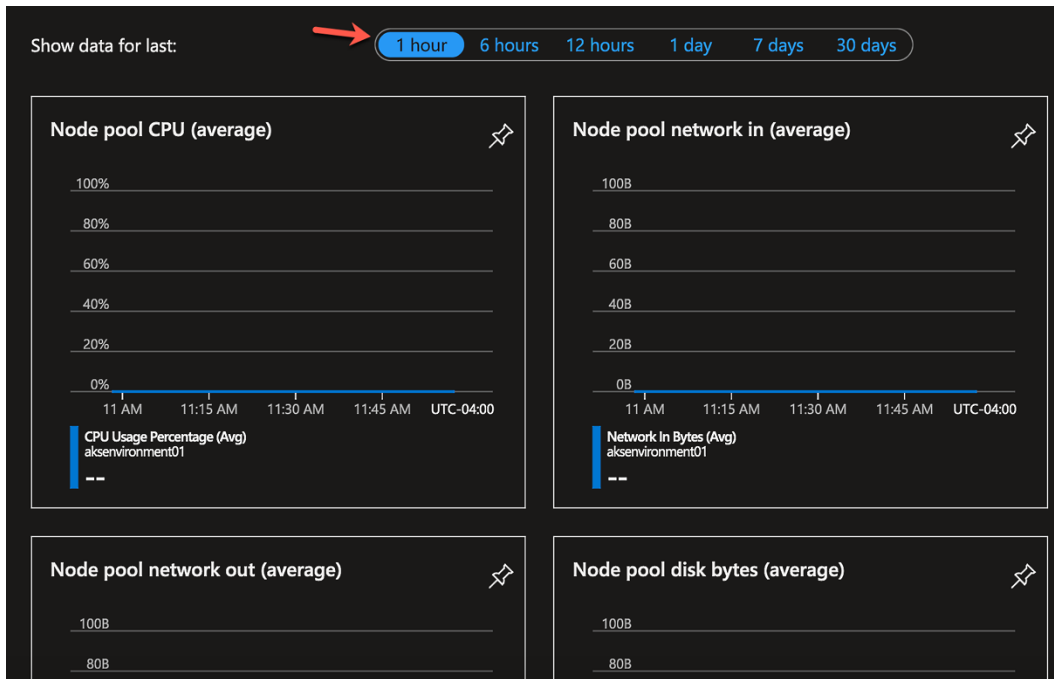 Show data for last:
1 hour 6 hours 12 hours 1 day 7 days 30 days
Node pool CPU (average)
100%
80%
60%
40%
20%
0%
11 AM 11:15 AM 11:30 AM 11:45 AM UTC-04:00
CPU Usage Percentage (Avg)
aksenvironment01
--
Node pool network in (average)
100B
80B
60B
40B
20B
0B
11 AM 11:15 AM 11:30 AM 11:45 AM UTC-04:00
Network In Bytes (Avg)
aksenvironment01
--
Node pool network out (average)
100B
80B
Node pool disk bytes (average)
100B
80B